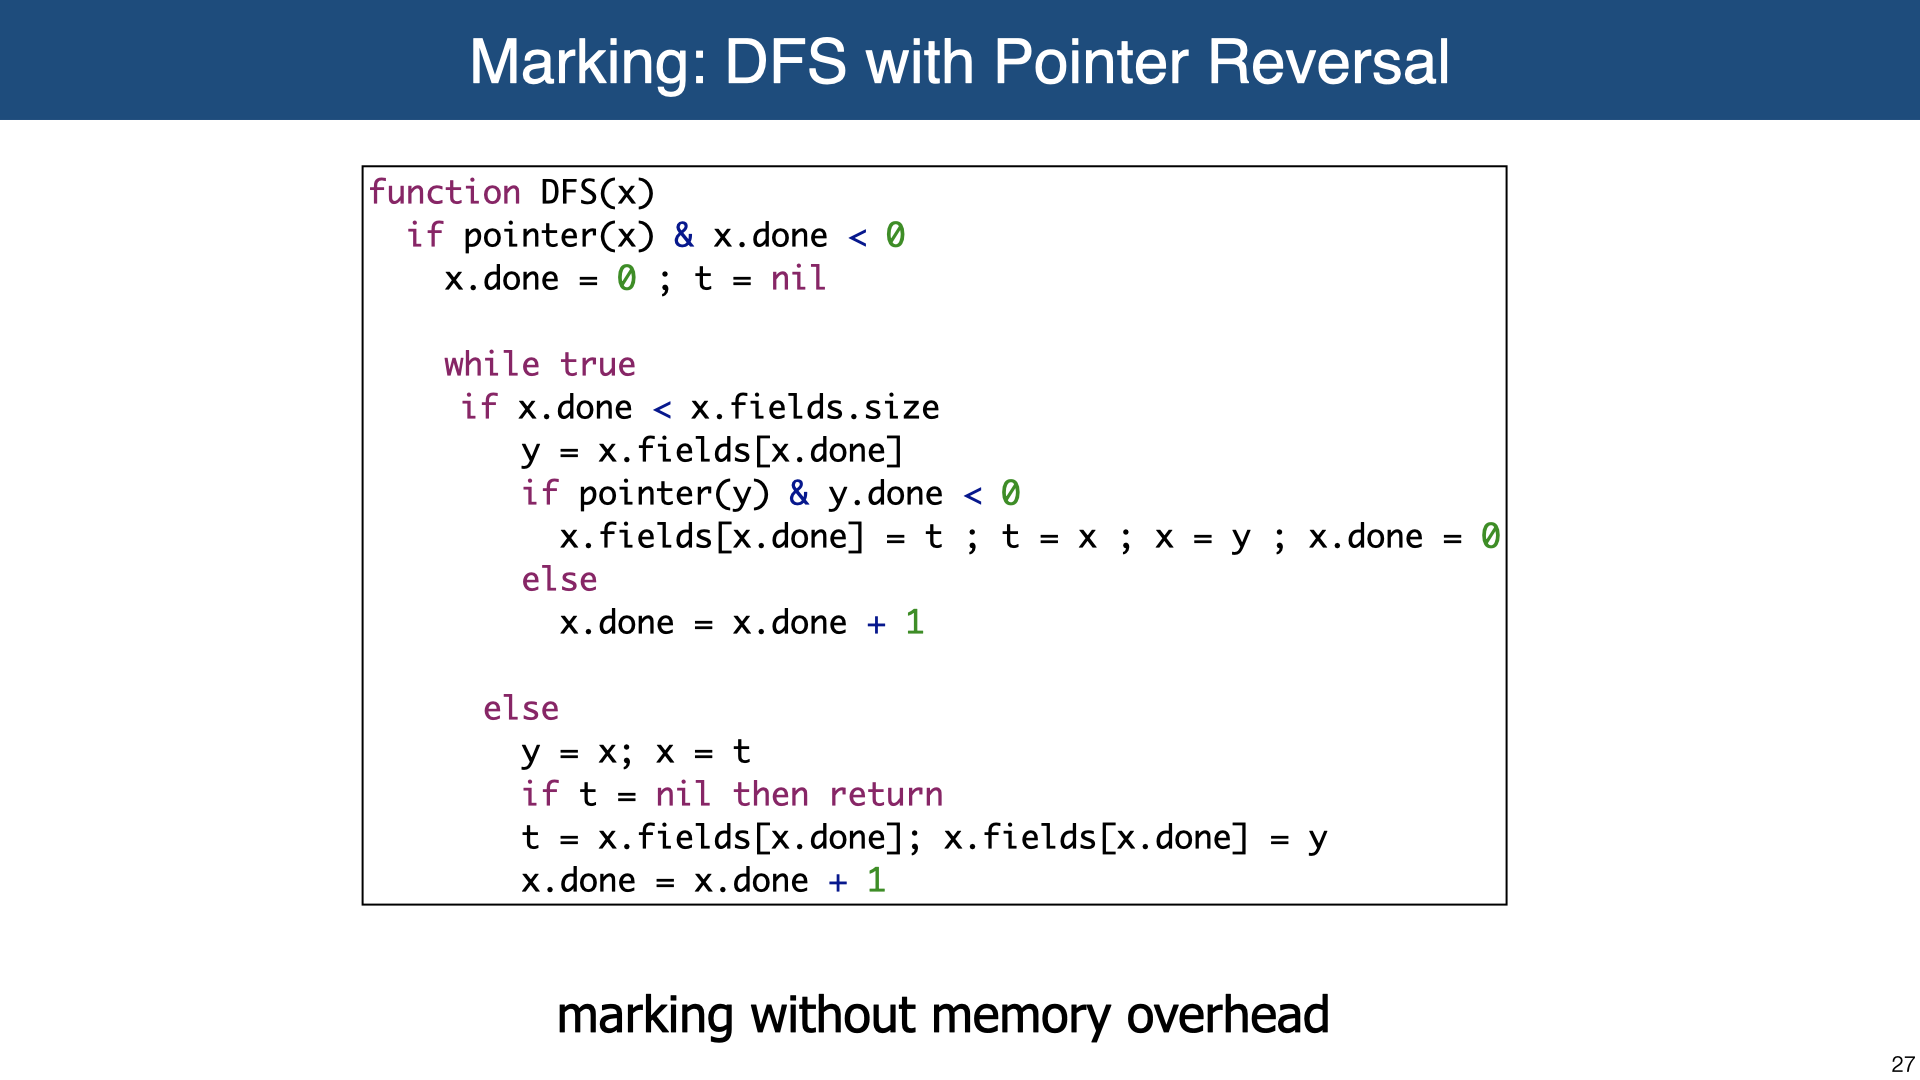 Marking: DFS with Pointer Reversal
function DFS(x)
if pointer(x) & x.done < 0
x.done = 0 ; t = nil
while true
if x.done < x.fields.size
y = x.fields[x.done]
if pointer(y) & y.done < 0
x.fields[x.done] = t ; t = x ; x = y ; x.done = 0
else
x.done = x.done + 1
else
y = x; x = t
if t = nil then return
t = x.fields[x.done]; x.fields[x.done] = y
x.done = x.done + 1
marking without memory overhead
27